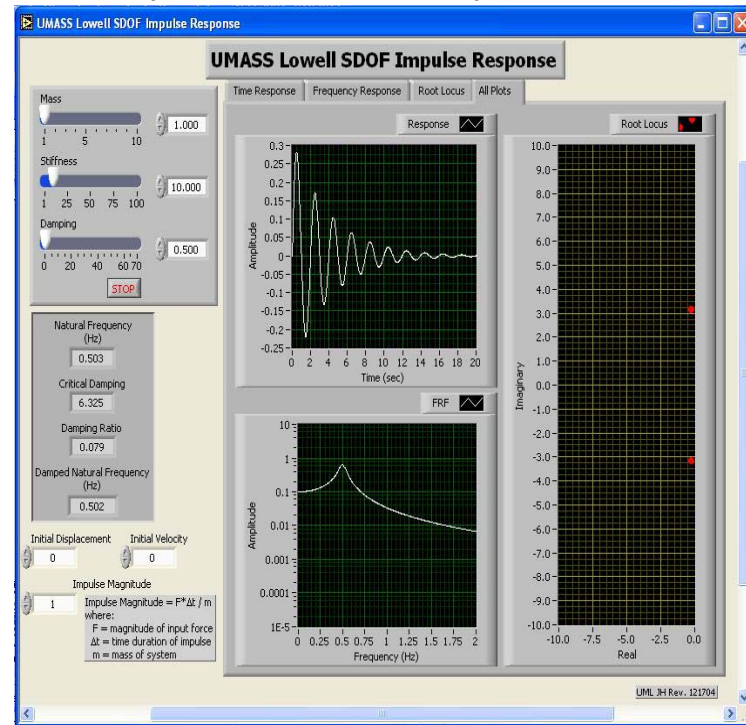 UMASS Lowell SDOF Impulse Response
UMASS Lowell SDOF Impulse Response
Time Response Frequency Response Root Locus All Plots
Mass
1 5 10
1.000
Stiffness
1 25 50 75 100
10.000
Damping
0 20 40 60 70
0.500
STOP
Natural Frequency
(Hz)
0.503
Critical Damping
6.325
Damping Ratio
0.079
Damped Natural Frequency
(Hz)
0.502
Initial Displacement Initial Velocity
0 0
Impulse Magnitude
1
Impulse Magnitude = F*Δt / m
where:
F = magnitude of input force
Δt = time duration of impulse
m = mass of system
Response
Amplitude
0.3
0.25
0.2
0.15
0.1
0.05
0
-0.05
-0.1
-0.15
-0.2
-0.25
0 2 4 6 8 10 12 14 16 18 20
Time (sec)
FRF
Amplitude
10
1
0.1
0.01
0.001
0.0001
1E-5
0 0.25 0.5 0.75 1 1.25 1.5 1.75 2
Frequency (Hz)
Root Locus
Imaginary
10.0
9.0
8.0
7.0
6.0
5.0
4.0
3.0
2.0
1.0
0.0
-1.0
-2.0
-3.0
-4.0
-5.0
-6.0
-7.0
-8.0
-9.0
-10.0
-10.0 -7.5 -5.0 -2.5 0.0
Real
UML JH Rev. 121704